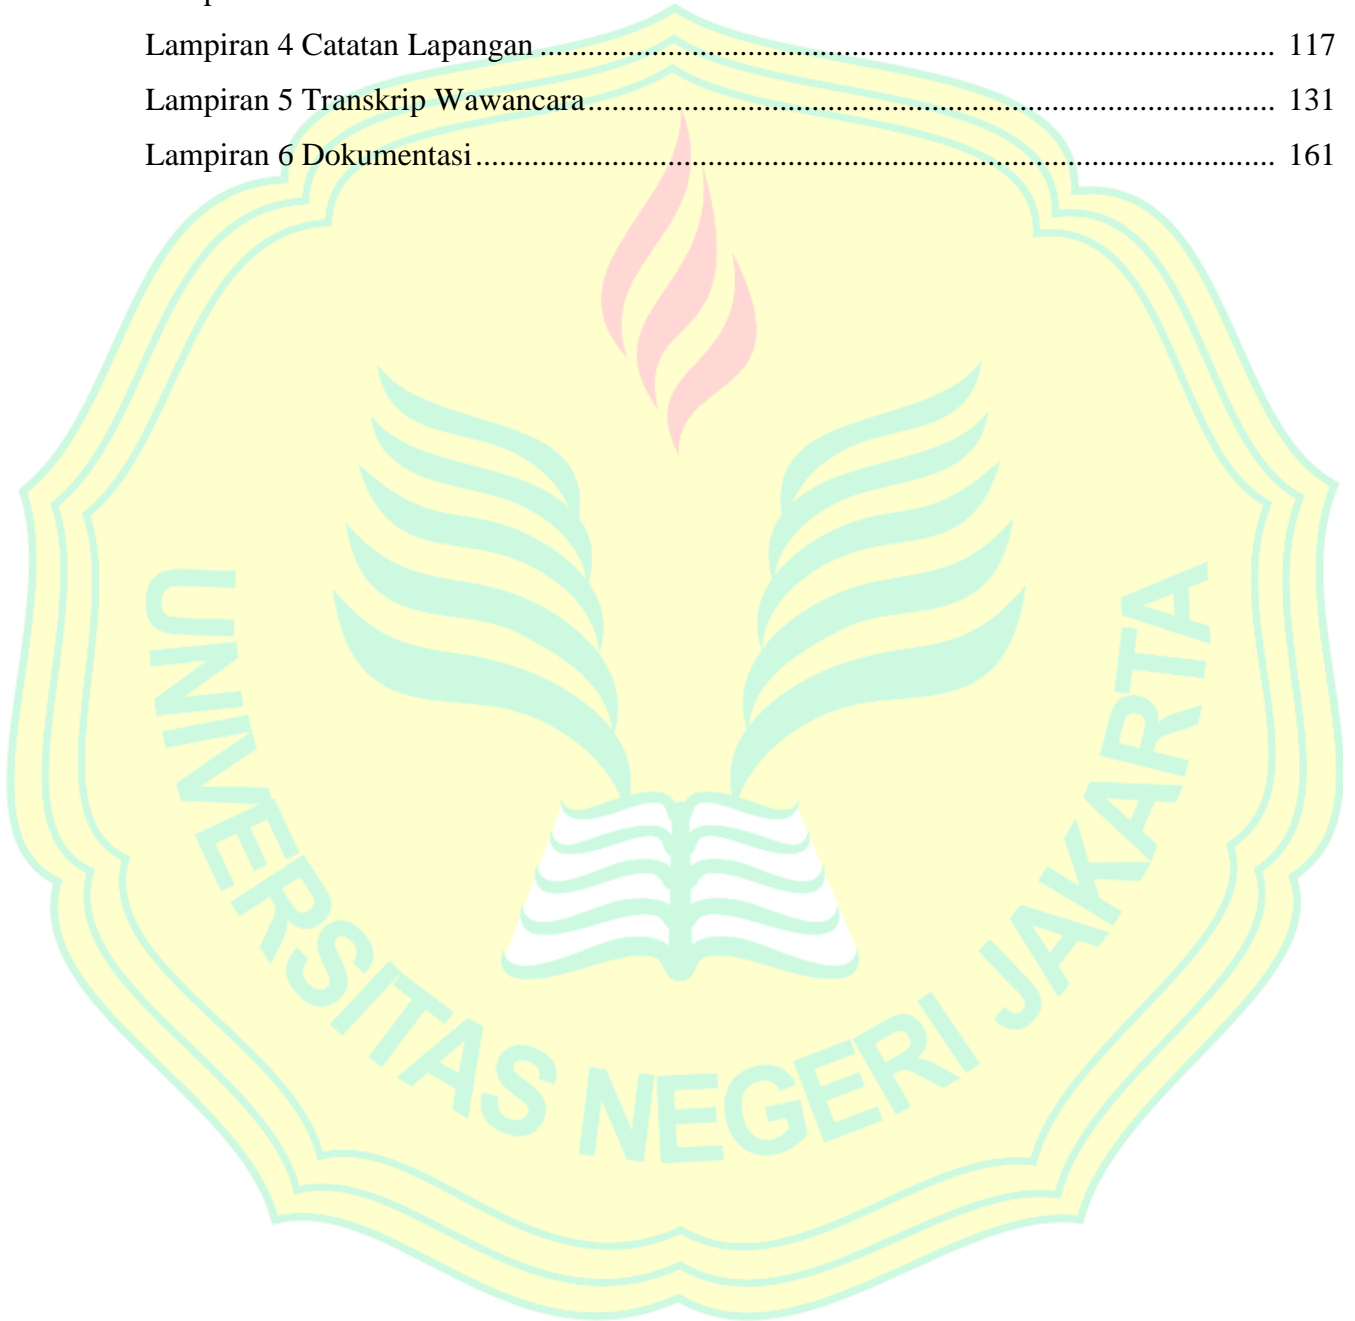 Lampiran 4 Catatan Lapangan ................................................................................... 117
Lampiran 5 Transkrip Wawancara .............................................................................. 131
Lampiran 6 Dokumentasi .......................................................................................... 161
UNIVERSITAS NEGERI JAKARTA